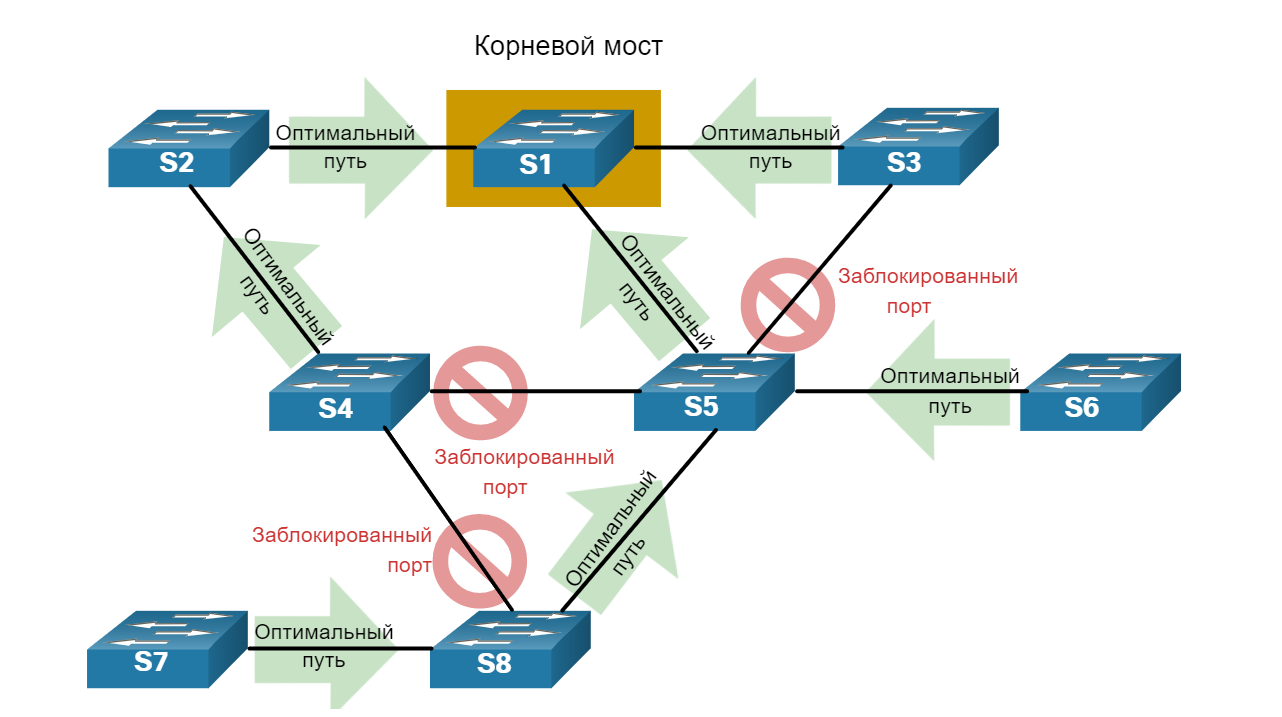 Корневой мост
S2
Оптимальный
путь
S1
Оптимальный
путь
S3
Оптимальный
путь
Оптимальный
путь
Заблокированный
порт
S4
S5
Оптимальный
путь
S6
Заблокированный
порт
Заблокированный
порт
Оптимальный
путь
S7
Оптимальный
путь
S8